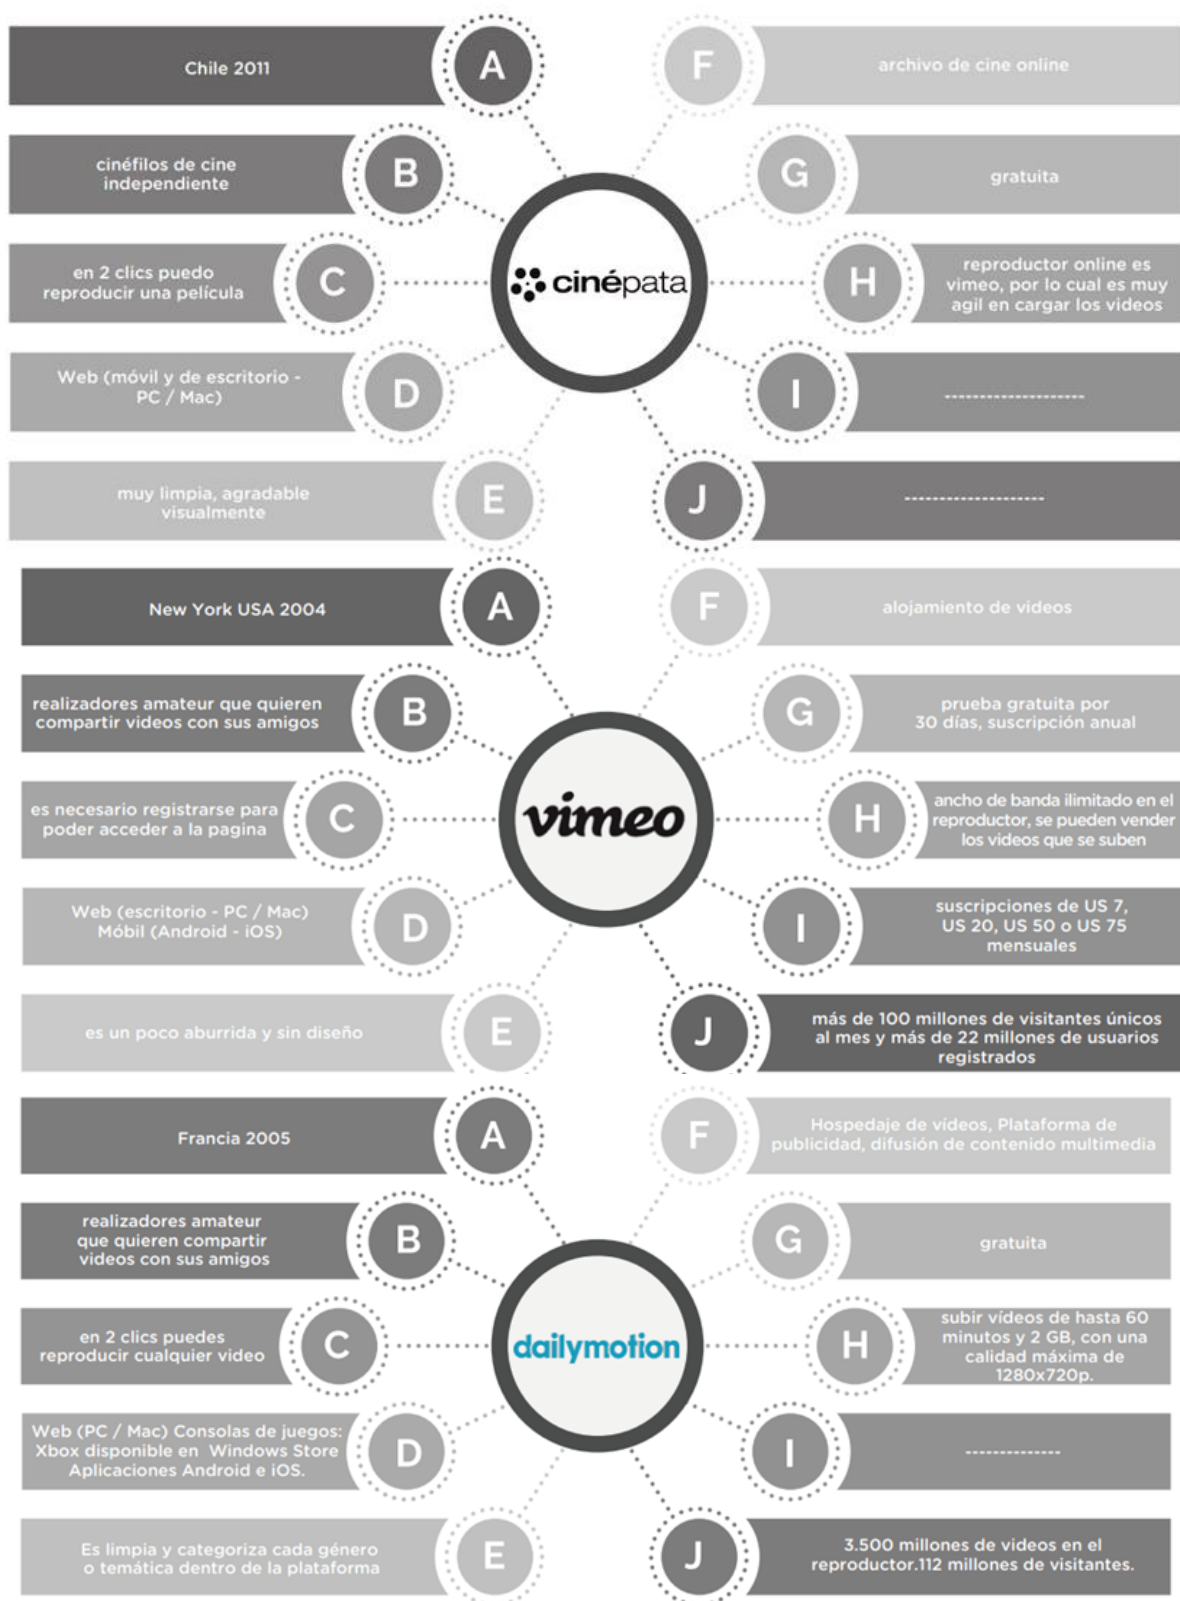 Chile 2011
A
cinéfilos de cine
independiente
B
en 2 clics puedo
reproducir una película
C
Web (móvil y de escritorio -
PC / Mac)
D
muy limpia, agradable
visualmente
E
cinépata
F
archivo de cine online
G
gratuita
H
reproductor online es
vimeo, por lo cual es muy
agil en cargar los videos
I
--------------------
J
--------------------
New York USA 2004
A
realizadores amateur que quieren
compartir videos con sus amigos
B
es necesario registrarse para
poder acceder a la pagina
C
Web (escritorio - PC / Mac)
Móbil (Android - iOS)
D
es un poco aburrida y sin diseño
E
vimeo
F
alojamiento de videos
G
prueba gratuita por
30 días, suscripción anual
H
ancho de banda ilimitado en el
reproductor, se pueden vender
los videos que se suben
I
suscripciones de US 7,
US 20, US 50 o US 75
mensuales
J
más de 100 millones de visitantes únicos
al mes y más de 22 millones de usuarios
registrados
Francia 2005
A
realizadores amateur
que quieren compartir
videos con sus amigos
B
en 2 clics puedes
reproducir cualquier video
C
Web (PC / Mac) Consolas de juegos:
Xbox disponible en Windows Store
Aplicaciones Android e iOS.
D
Es limpia y categoriza cada género
o temática dentro de la plataforma
E
dailymotion
F
Hospedaje de vídeos, Plataforma de
publicidad, difusión de contenido multimedia
G
gratuita
H
subir vídeos de hasta 60
minutos y 2 GB, con una
calidad máxima de
1280x720p.
I
-------------
J
3.500 millones de videos en el
reproductor.112 millones de visitantes.